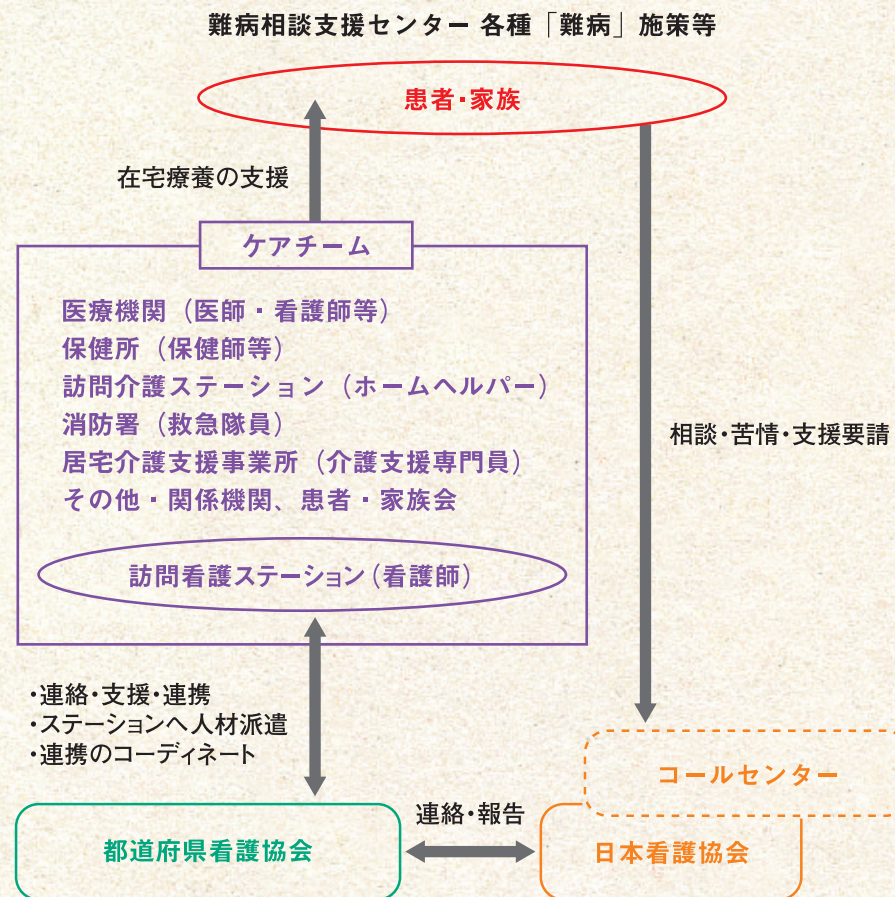 難病相談支援センター 各種「難病」施策等
患者・家族
在宅療養の支援
ケアチーム
医療機関（医師・看護師等）
保健所（保健師等）
訪問介護ステーション（ホームヘルパー）
消防署（救急隊員）
居宅介護支援事業所（介護支援専門員）
その他・関係機関、患者・家族会
訪問看護ステーション（看護師）
相談・苦情・支援要請
・連絡・支援・連携
・ステーションへ人材派遣
・連携のコーディネート
コールセンター
連絡・報告
都道府県看護協会
日本看護協会